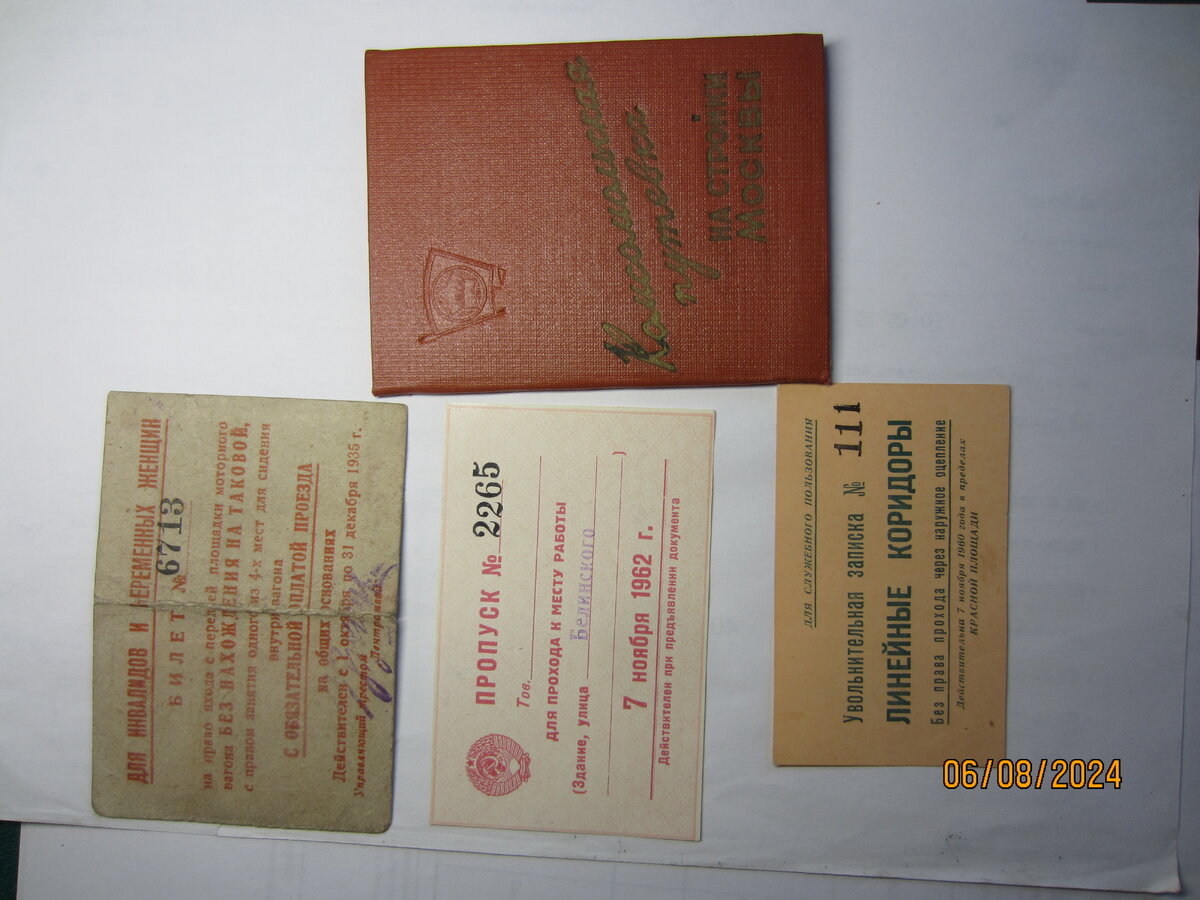 Комсомольская
путевка
НА СТРОЙКИ
МОСКВЫ
ДЛЯ ИНВАЛИДОВ И БЕРЕМЕННЫХ ЖЕНЩИН
БИЛЕТ № 6713
на право входа с передней площадки моторного
вагона БЕЗ НАХОЖДЕНИЯ НА ТАКОВОЙ,
с правом занятия одного из 4-х мест для сидения
внутри вагона
С ОБЯЗАТЕЛЬНОЙ ОПЛАТОЙ ПРОЕЗДА
на общих основаниях
Действителен с 1 октября по 31 декабря 1935 г.
Управляющий трестом
ПРОПУСК № 2265
Тов.
ДЛЯ ПРОХОДА К МЕСТУ РАБОТЫ
(Здание, улица Белинского
)
7 ноября 1962 г.
Действителен при предъявлении документа
ДЛЯ СЛУЖЕБНОГО ПОЛЬЗОВАНИЯ
Увольнительная записка № 111
ЛИНЕЙНЫЕ КОРИДОРЫ
Без права прохода через наружное оцепление
Действительна 7 ноября 1960 года в пределах
КРАСНОЙ ПЛОЩАДИ
06/08/2024